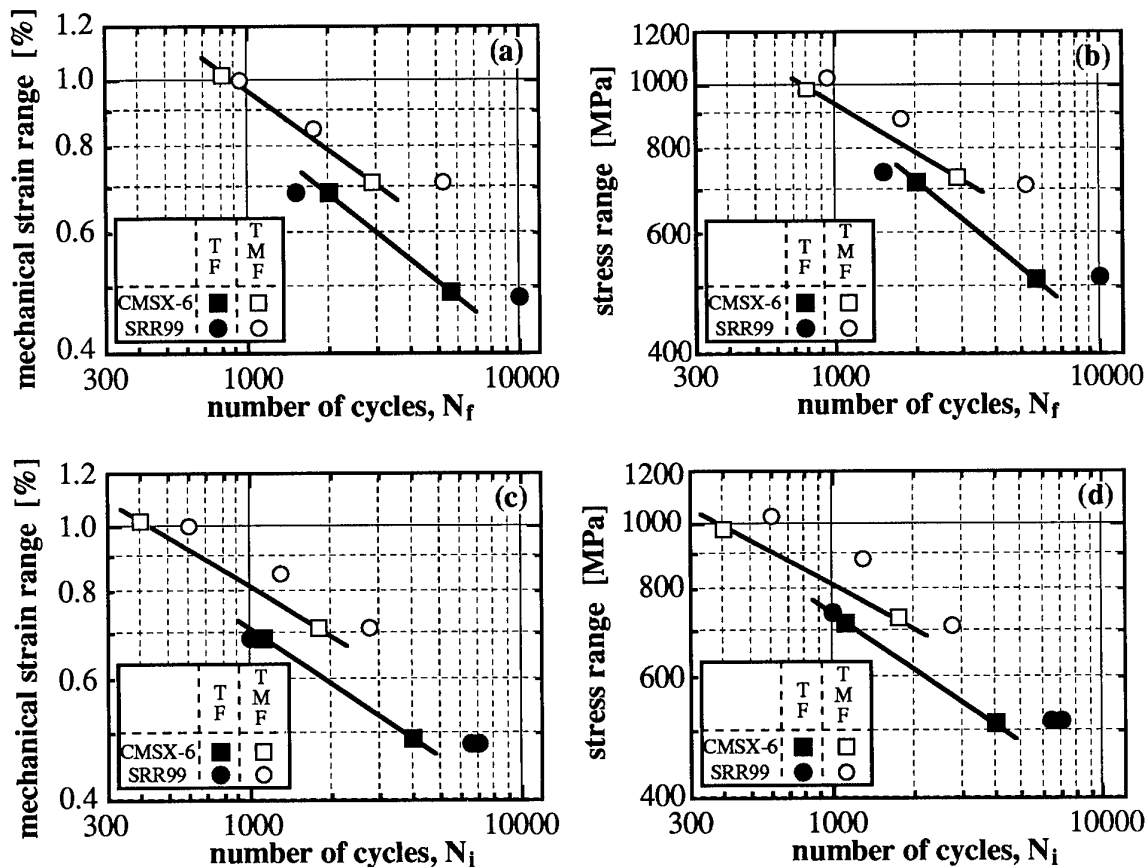 mechanical strain range [%]
1.2
1.0
0.8
0.6
0.4
(a)
T F
T M F
CMSX-6
SRR99
300
1000
10000
number of cycles, N_f
stress range [MPa]
1200
1000
800
600
400
(b)
T F
T M F
CMSX-6
SRR99
300
1000
10000
number of cycles, N_f
mechanical strain range [%]
1.2
1.0
0.8
0.6
0.4
(c)
T F
T M F
CMSX-6
SRR99
300
1000
10000
number of cycles, N_i
stress range [MPa]
1200
1000
800
600
400
(d)
T F
T M F
CMSX-6
SRR99
300
1000
10000
number of cycles, N_i